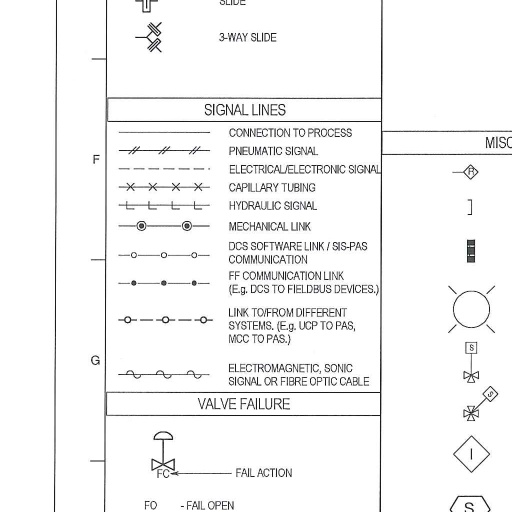 SLIDE
3-WAY SLIDE
SIGNAL LINES
CONNECTION TO PROCESS
F
PNEUMATIC SIGNAL
ELECTRICAL/ELECTRONIC SIGNAL
CAPILLARY TUBING
HYDRAULIC SIGNAL
MECHANICAL LINK
DCS SOFTWARE LINK / SIS-PAS
COMMUNICATION
FF COMMUNICATION LINK
(E.g. DCS TO FIELDBUS DEVICES.)
LINK TO/FROM DIFFERENT
SYSTEMS. (E.g. UCP TO PAS,
MCC TO PAS.)
G
ELECTROMAGNETIC, SONIC
SIGNAL OR FIBRE OPTIC CABLE
VALVE FAILURE
FC
FAIL ACTION
FO - FAIL OPEN
MISC
R
S
S
I
S